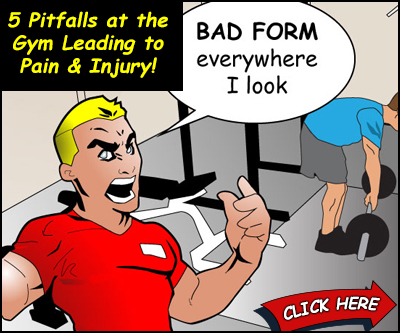 5 Pitfalls at the
Gym Leading to
Pain & Injury!
BAD FORM
everywhere
I look
CLICK HERE